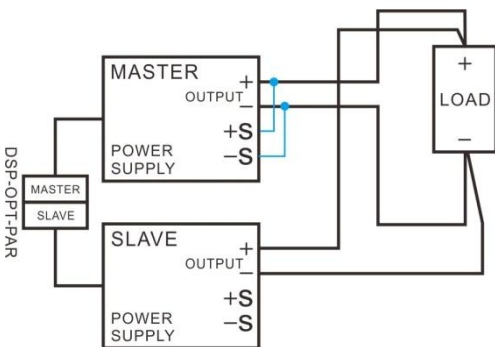 MASTER
+
OUTPUT
−
+S
−S
POWER
SUPPLY
+
LOAD
−
DSP-OPT-PAR
MASTER
SLAVE
SLAVE
+
OUTPUT
−
+S
−S
POWER
SUPPLY